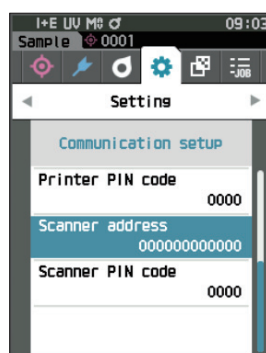 I+E UV M0 ♂ 09:03
Sample 0001
-JOB
Setting
Communication setup
Printer PIN code
0000
Scanner address
000000000000
Scanner PIN code
0000